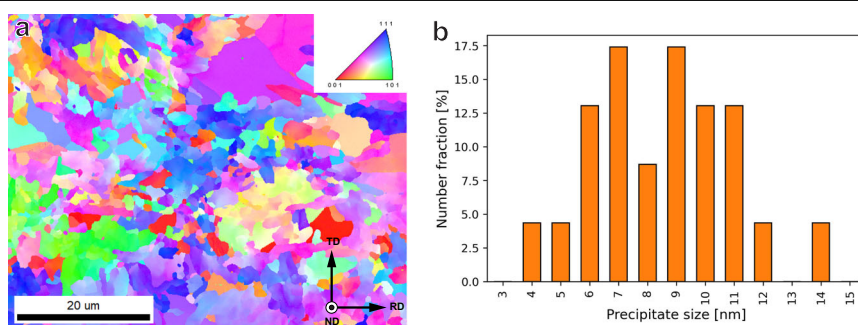 a
111
001
101
TD
RD
ND
20 um
b
Number fraction [%]
17.5
15.0
12.5
10.0
7.5
5.0
2.5
0.0
3 4 5 6 7 8 9 10 11 12 13 14 15
Precipitate size [nm]